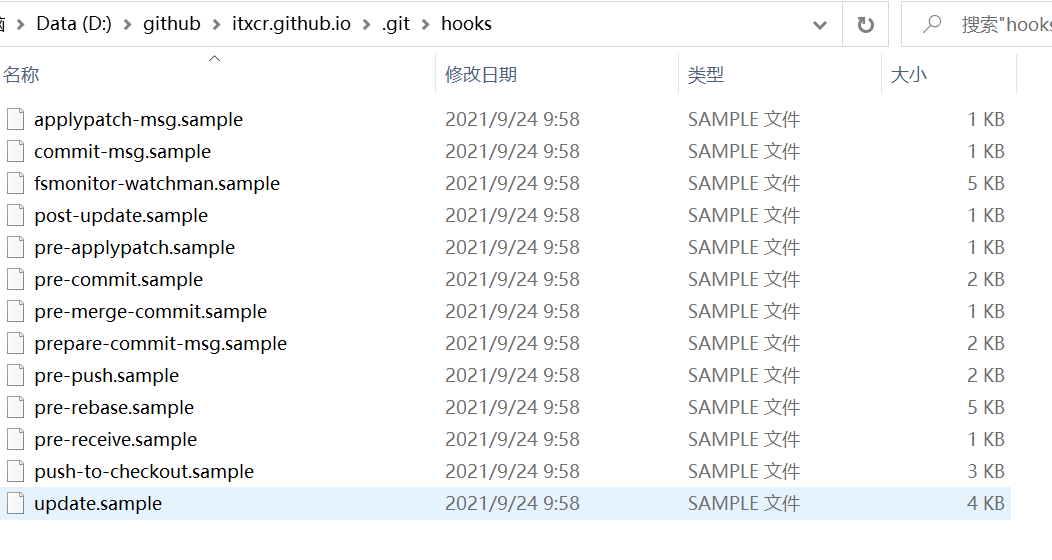 Data (D:) > github > itxcr.github.io > .git > hooks 搜索"hooks
名称 修改日期 类型 大小
applypatch-msg.sample 2021/9/24 9:58 SAMPLE 文件 1 KB
commit-msg.sample 2021/9/24 9:58 SAMPLE 文件 1 KB
fsmonitor-watchman.sample 2021/9/24 9:58 SAMPLE 文件 5 KB
post-update.sample 2021/9/24 9:58 SAMPLE 文件 1 KB
pre-applypatch.sample 2021/9/24 9:58 SAMPLE 文件 1 KB
pre-commit.sample 2021/9/24 9:58 SAMPLE 文件 2 KB
pre-merge-commit.sample 2021/9/24 9:58 SAMPLE 文件 1 KB
prepare-commit-msg.sample 2021/9/24 9:58 SAMPLE 文件 2 KB
pre-push.sample 2021/9/24 9:58 SAMPLE 文件 2 KB
pre-rebase.sample 2021/9/24 9:58 SAMPLE 文件 5 KB
pre-receive.sample 2021/9/24 9:58 SAMPLE 文件 1 KB
push-to-checkout.sample 2021/9/24 9:58 SAMPLE 文件 3 KB
update.sample 2021/9/24 9:58 SAMPLE 文件 4 KB